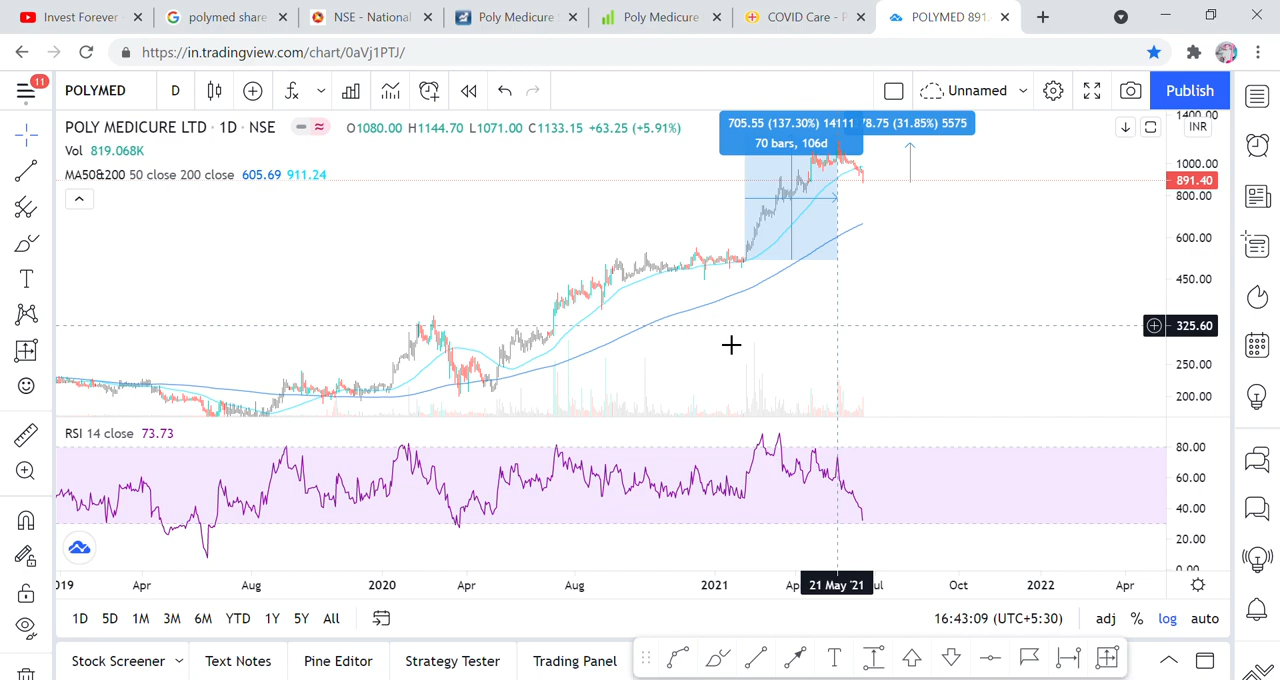 Invest Forever
polymed share
NSE - National
Poly Medicure
Poly Medicure
COVID Care - P
POLYMED 891.
https://in.tradingview.com/chart/0aVj1PTJ/
11
POLYMED
D
Unnamed
Publish
POLY MEDICURE LTD · 1D · NSE
O1080.00 H1144.70 L1071.00 C1133.15 +63.25 (+5.91%)
Vol 819.068K
MA50&200 50 close 200 close 605.69 911.24
705.55 (137.30%) 14111
70 bars, 106d
8.75 (31.85%) 5575
INR
1400.00
1000.00
891.40
800.00
600.00
450.00
325.60
250.00
200.00
RSI 14 close 73.73
80.00
60.00
40.00
20.00
0.00
2019
Apr
Aug
2020
Apr
Aug
2021
Ap
21 May '21
ul
Oct
2022
Apr
1D 5D 1M 3M 6M YTD 1Y 5Y All
16:43:09 (UTC+5:30)
adj % log auto
Stock Screener
Text Notes
Pine Editor
Strategy Tester
Trading Panel